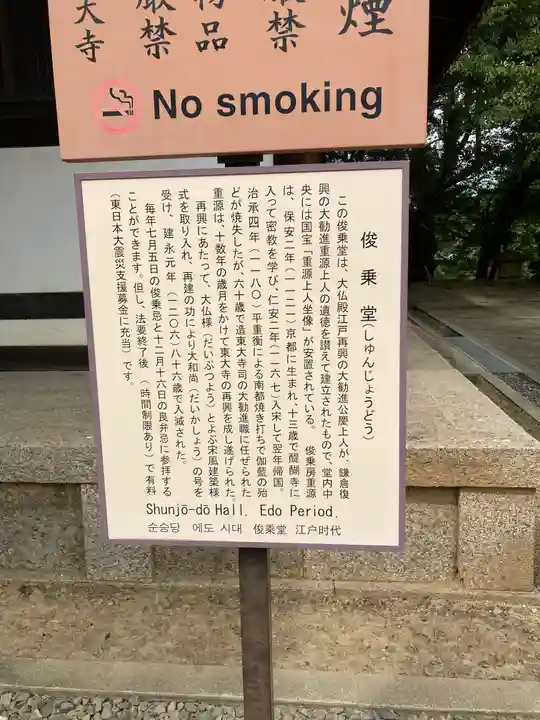 煙
厳禁
品
禁
大寺
No smoking
俊乗堂(しゅんじょうどう)
この俊乗堂は、大仏殿江戸再興の大勧進公慶上人が、鎌倉復
興の大勧進重源上人の遺徳を讃えて建立されたもので、堂内中
央には国宝「重源上人坐像」が安置されている。 俊乗房重源
は、保安二年(一一二一)京都に生まれ、十三歳で醍醐寺に
入って密教を学び、仁安二年(一一六七)入宋して翌年帰国。
治承四年(一一八〇)平重衡による南都焼き打ちで伽藍の殆
どが焼失したが、六十歳で造東大寺司の大勧進職に任ぜられた
重源は、十数年の歳月をかけて東大寺の再興を成し遂げられた。
再興にあたって、大仏様(だいぶつよう)とよぶ宋風建築様
式を取り入れ、再建の功により大和尚(だいかしょう)の号を
受け、建永元年(一二〇六)八十六歳で入滅された。
毎年七月五日の俊乗忌と十二月十六日の良弁忌に参拝する
ことができます。但し、法要終了後(時間制限あり)で有料
(東日本大震災支援募金に充当)です。
Shunjō-dō Hall. Edo Period.
순승당 에도 시대 俊乘堂 江户时代